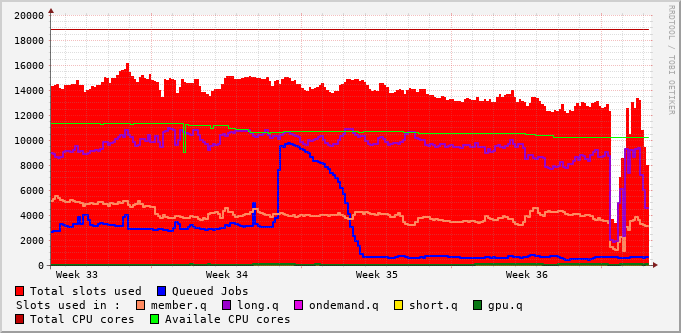 20000
18000
16000
14000
12000
10000
8000
6000
4000
2000
0
Week 33 Week 34 Week 35 Week 36
RRDTOOL / TOBI OETIKER
Total slots used Queued Jobs
Slots used in : member.q long.q ondemand.q short.q gpu.q
Total CPU cores Availale CPU cores